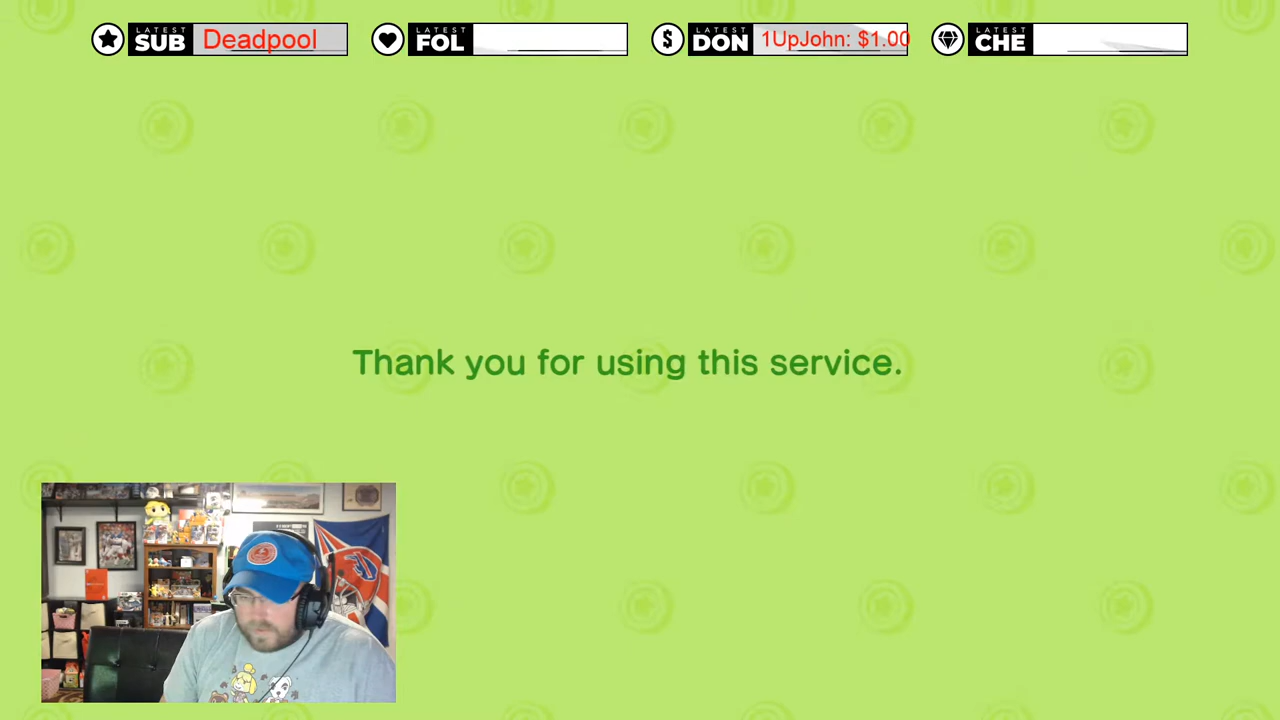 LATEST
SUB
Deadpool
LATEST
FOL
LATEST
$
DON
1UpJohn: $1.00
LATEST
CHE
Thank you for using this service.